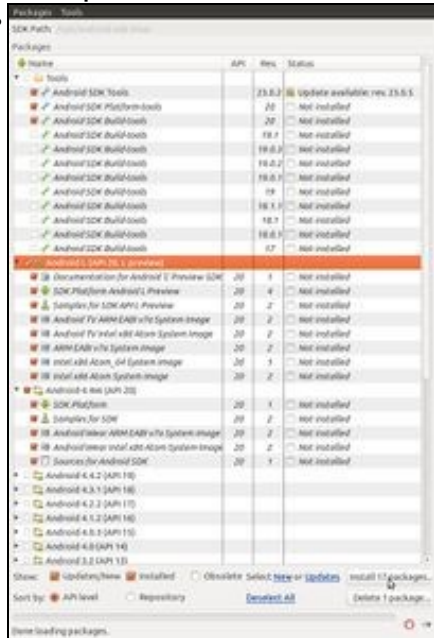 Packages Tools
SDK Path:
Packages
Name API Rev. Status
Tools
Android SDK Tools 23.0.2 Update available: rev. 23.0.5
Android SDK Platform-tools 20 Not installed
Android SDK Build-tools 20 Not installed
Android SDK Build-tools 19.1 Not installed
Android SDK Build-tools 19.0.3 Not installed
Android SDK Build-tools 19.0.2 Not installed
Android SDK Build-tools 19.0.1 Not installed
Android SDK Build-tools 19 Not installed
Android SDK Build-tools 18.1.1 Not installed
Android SDK Build-tools 18.1 Not installed
Android SDK Build-tools 18.0.1 Not installed
Android SDK Build-tools 17 Not installed
Android L (API 20, L preview)
Documentation for Android 'L' Preview SDK 20 1 Not installed
SDK Platform Android L Preview 20 4 Not installed
Samples for SDK API L Preview 20 2 Not installed
Android TV ARM EABI v7a System Image 20 2 Not installed
Android TV Intel x86 Atom System Image 20 2 Not installed
ARM EABI v7a System Image 20 2 Not installed
Intel x86 Atom_64 System Image 20 1 Not installed
Intel x86 Atom System Image 20 2 Not installed
Android 4.4W (API 20)
SDK Platform 20 1 Not installed
Samples for SDK 20 2 Not installed
Android Wear ARM EABI v7a System Image 20 2 Not installed
Android Wear Intel x86 Atom System Image 20 2 Not installed
Sources for Android SDK 20 1 Not installed
Android 4.4.2 (API 19)
Android 4.3.1 (API 18)
Android 4.2.2 (API 17)
Android 4.1.2 (API 16)
Android 4.0.3 (API 15)
Android 4.0 (API 14)
Android 3.2 (API 13)
Show: Updates/New Installed Obsolete Select New or Updates Install 17 packages...
Sort by: API level Repository Deselect All Delete 1 package...
Done loading packages.